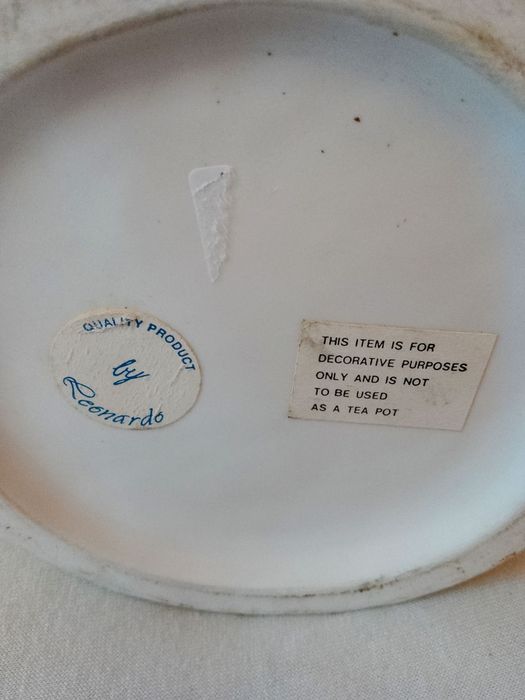 QUALITY PRODUCT
by
Leonardo
THIS ITEM IS FOR
DECORATIVE PURPOSES
ONLY AND IS NOT
TO BE USED
AS A TEA POT